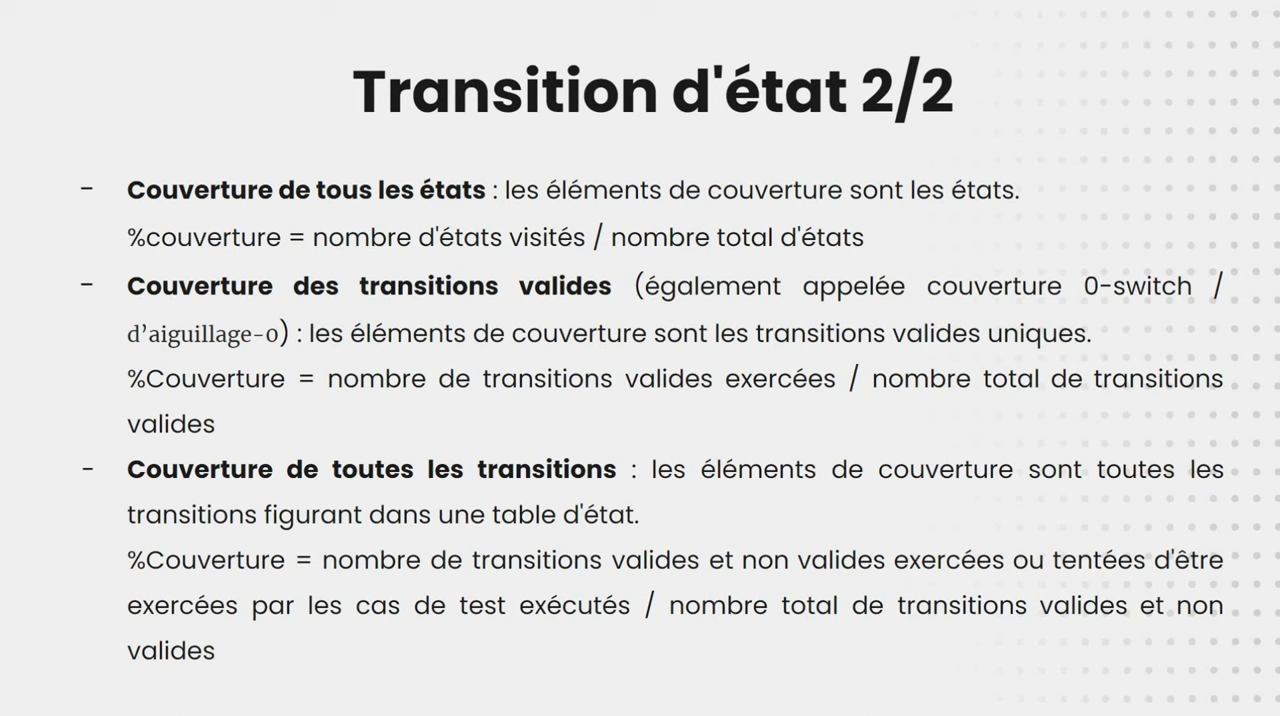 Transition d'état 2/2
- Couverture de tous les états : les éléments de couverture sont les états.
%couverture = nombre d'états visités / nombre total d'états
- Couverture des transitions valides (également appelée couverture 0-switch /
d’aiguillage-0) : les éléments de couverture sont les transitions valides uniques.
%Couverture = nombre de transitions valides exercées / nombre total de transitions
valides
- Couverture de toutes les transitions : les éléments de couverture sont toutes les
transitions figurant dans une table d'état.
%Couverture = nombre de transitions valides et non valides exercées ou tentées d'être
exercées par les cas de test exécutés / nombre total de transitions valides et non
valides